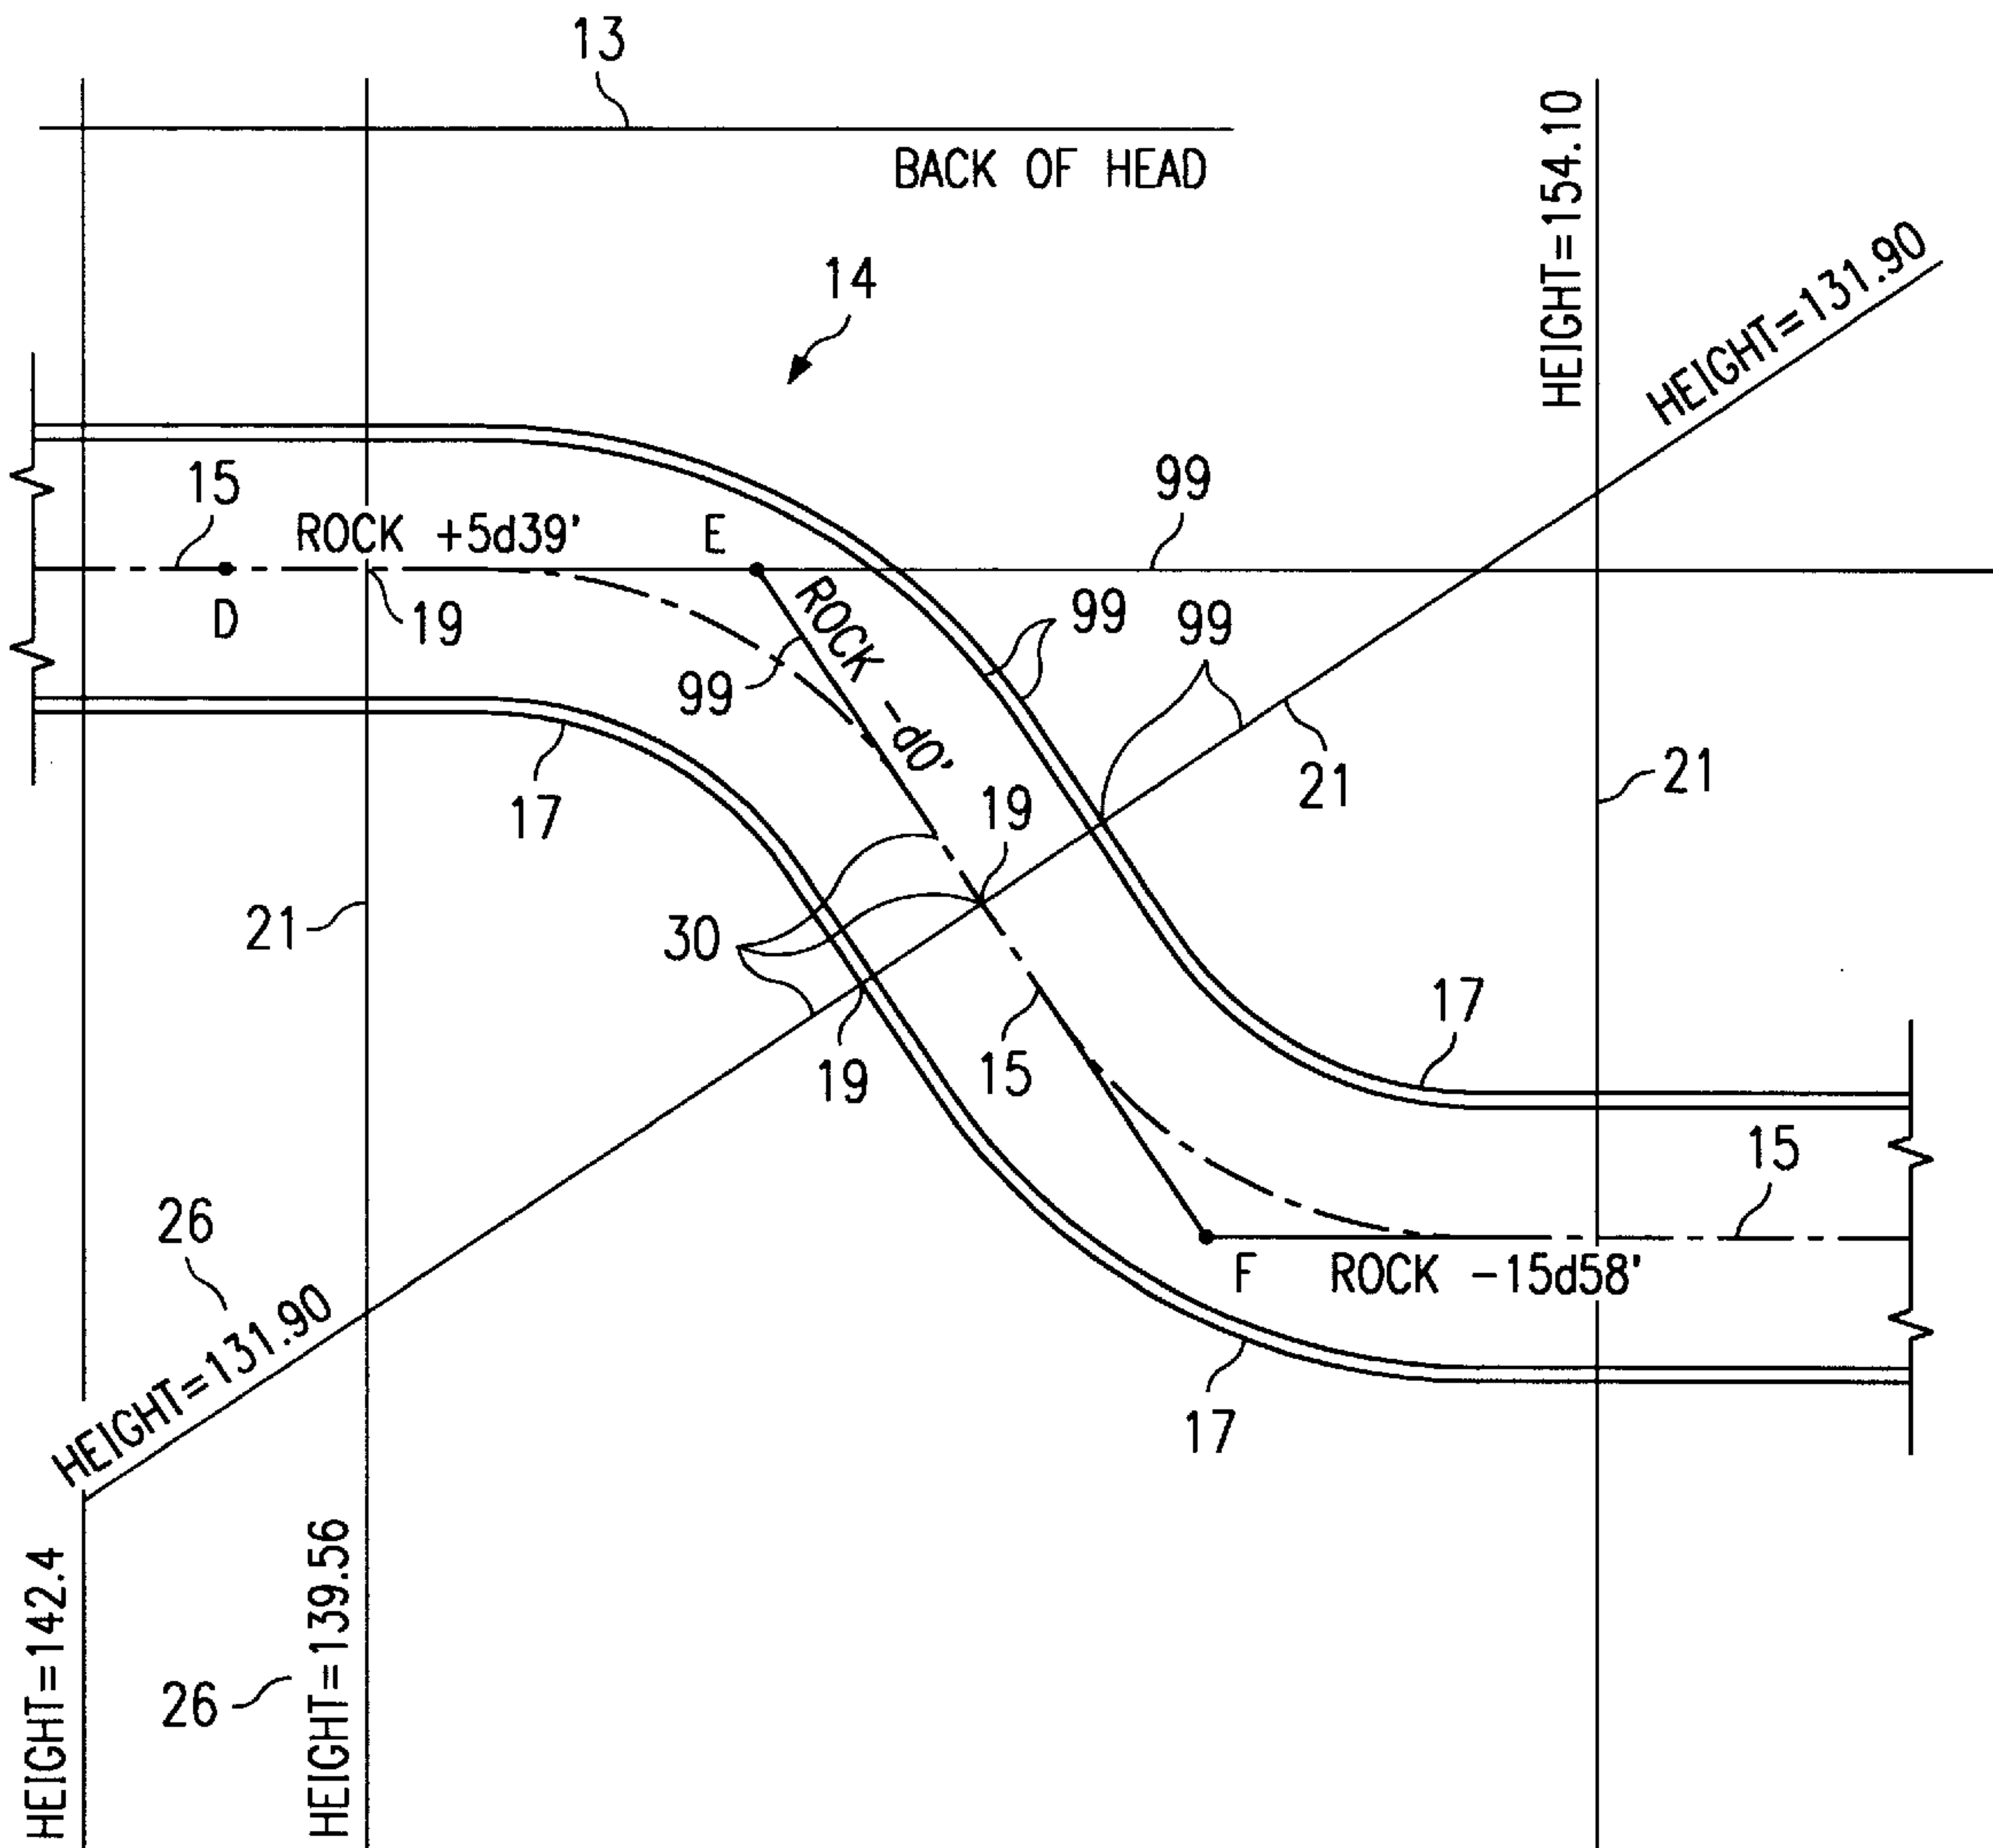 13
BACK OF HEAD
HEIGHT=154.10
14
HEIGHT=131.90
15
ROCK +5d39'
E
99
D
19
ROCK -d0'
99
99
99
17
19
21
21
21
30
19
15
17
15
26
F
ROCK -15d58'
HEIGHT=131.90
17
HEIGHT=142.4
HEIGHT=139.56
26